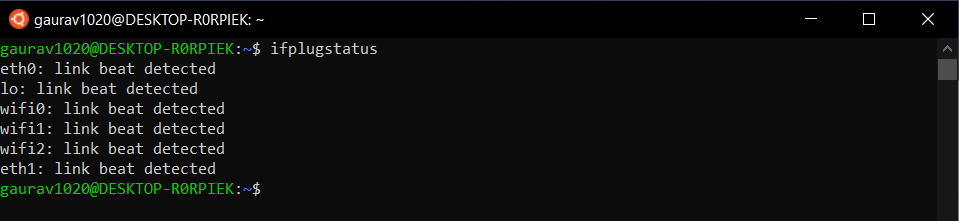 gaurav1020@DESKTOP-R0RPIEK: ~
gaurav1020@DESKTOP-R0RPIEK:~$ ifplugstatus
eth0: link beat detected
lo: link beat detected
wifi0: link beat detected
wifi1: link beat detected
wifi2: link beat detected
eth1: link beat detected
gaurav1020@DESKTOP-R0RPIEK:~$